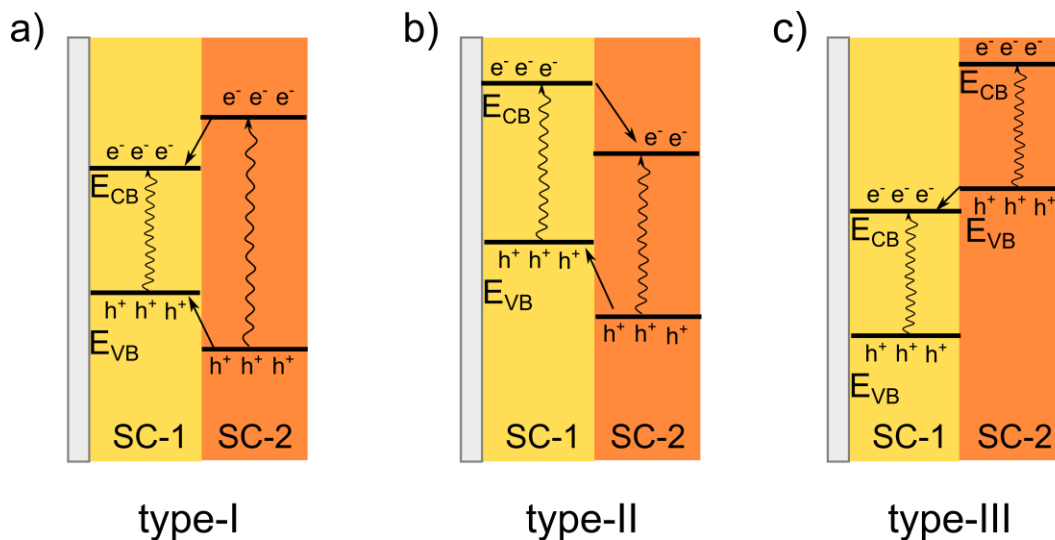 a)
e⁻ e⁻ e⁻
e⁻ e⁻ e⁻
E_CB
h⁺ h⁺ h⁺
E_VB
h⁺ h⁺ h⁺
SC-1 SC-2
type-I
b)
e⁻ e⁻ e⁻
E_CB
e⁻ e⁻
h⁺ h⁺ h⁺
E_VB
h⁺ h⁺ h⁺
SC-1 SC-2
type-II
c)
e⁻ e⁻ e⁻
E_CB
e⁻ e⁻ e⁻
h⁺ h⁺ h⁺
E_CB
E_VB
h⁺ h⁺ h⁺
E_VB
SC-1 SC-2
type-III